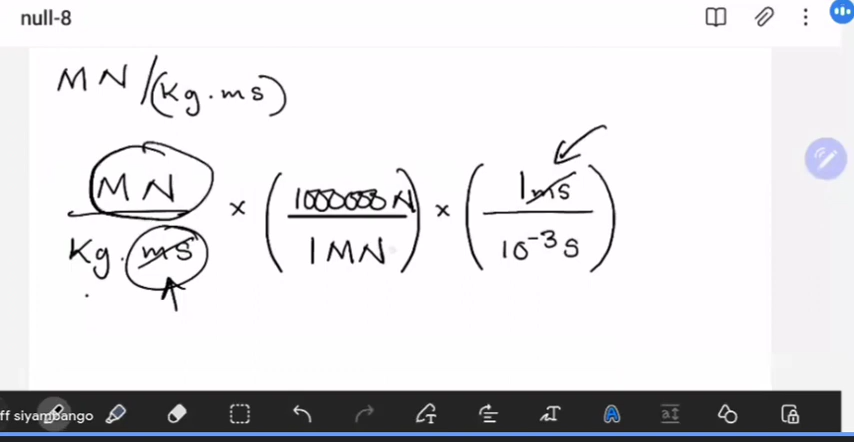 null-8
MN/(Kg.ms)
MN/Kg.ms × (1000000N/1MN) × (1ms/10⁻³s)
ff siyambango